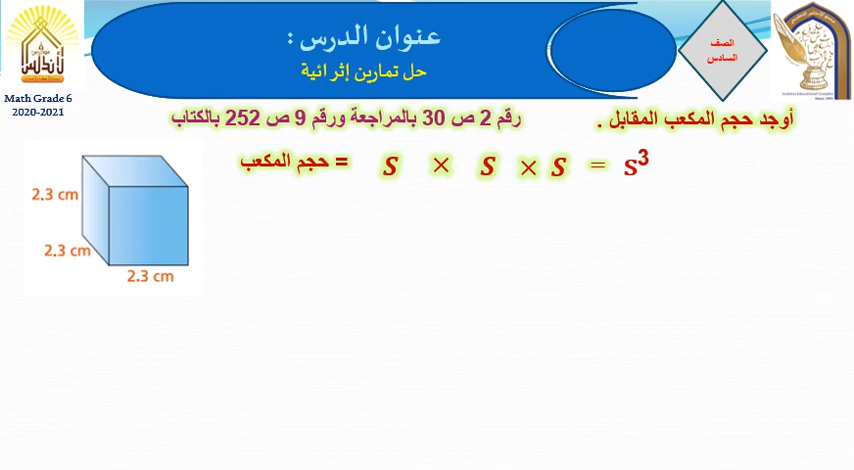 عنوان الدرس :
حل تمارين إثرائية
الصف
السادس
Math Grade 6
2020-2021
أوجد حجم المكعب المقابل .
رقم 2 ص 30 بالمراجعة ورقم 9 ص 252 بالكتاب
حجم المكعب = S × S × S = S³
2.3 cm
2.3 cm
2.3 cm